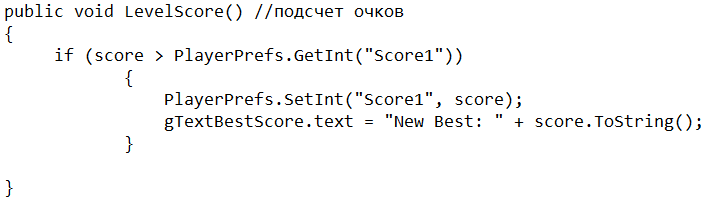 public void LevelScore() //подсчет очков
{
if (score > PlayerPrefs.GetInt("Score1"))
{
PlayerPrefs.SetInt("Score1", score);
gTextBestScore.text = "New Best: " + score.ToString();
}
}